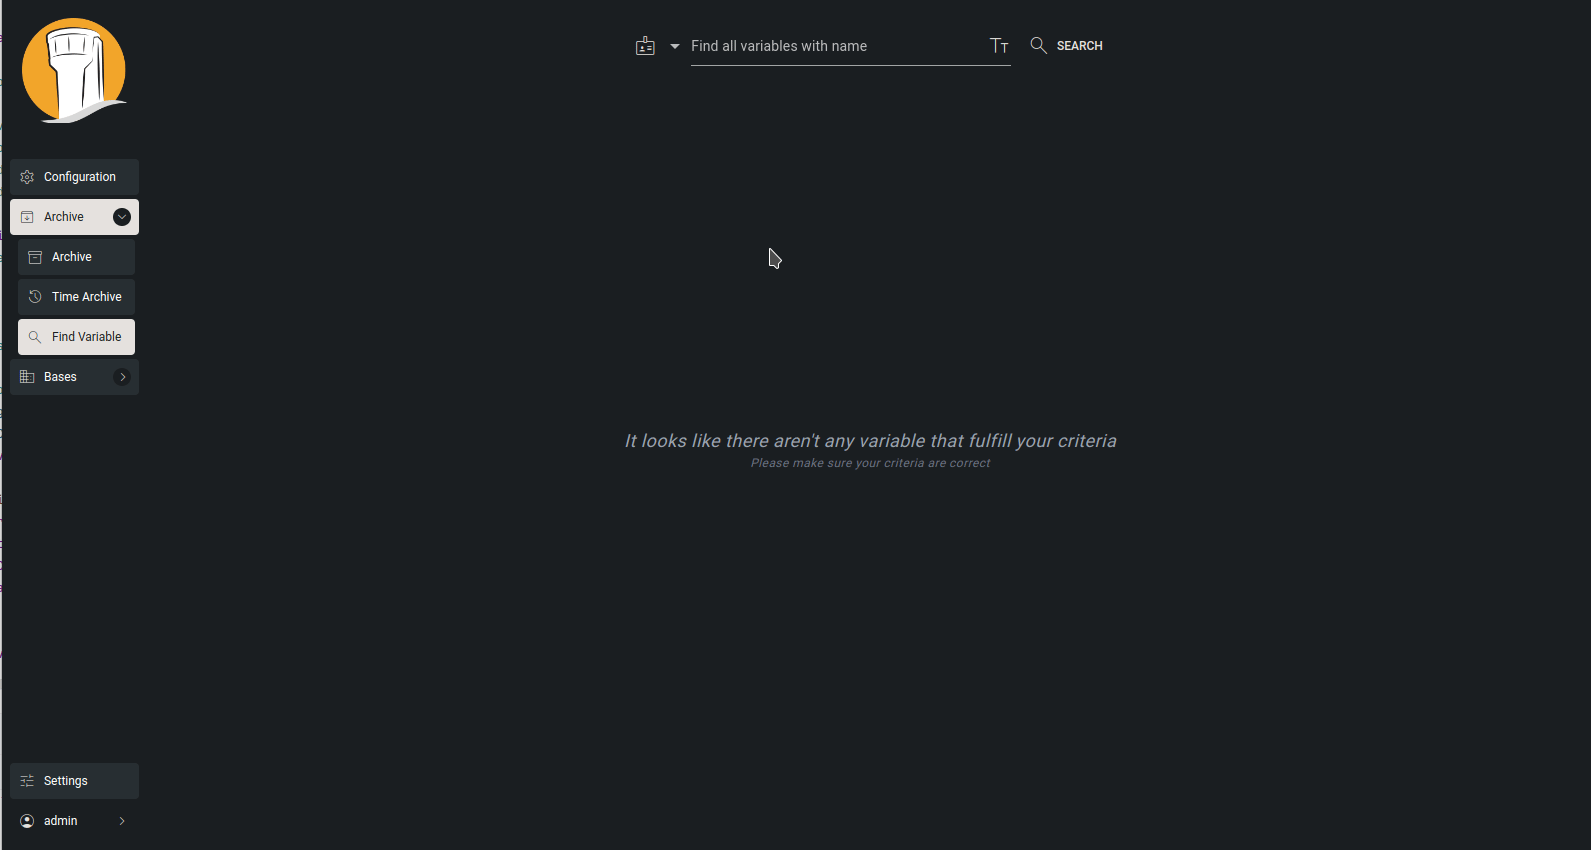 Find all variables with name
SEARCH
Configuration
Archive
Archive
Time Archive
Find Variable
Bases
It looks like there aren't any variable that fulfill your criteria
Please make sure your criteria are correct
Settings
admin